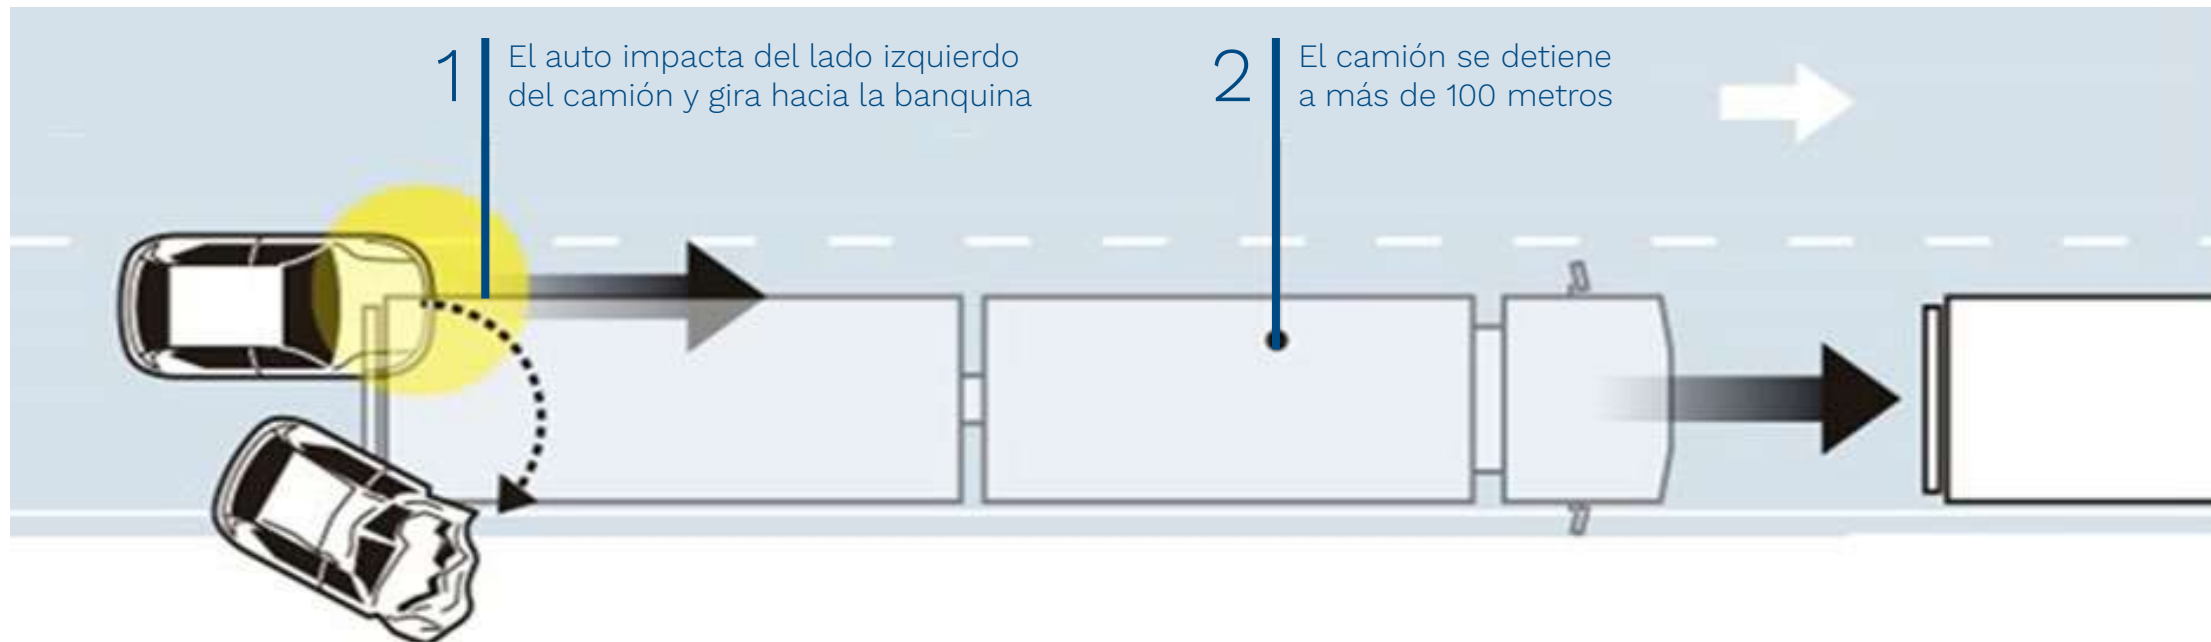 1
El auto impacta del lado izquierdo
del camión y gira hacia la banquina
2
El camión se detiene
a más de 100 metros